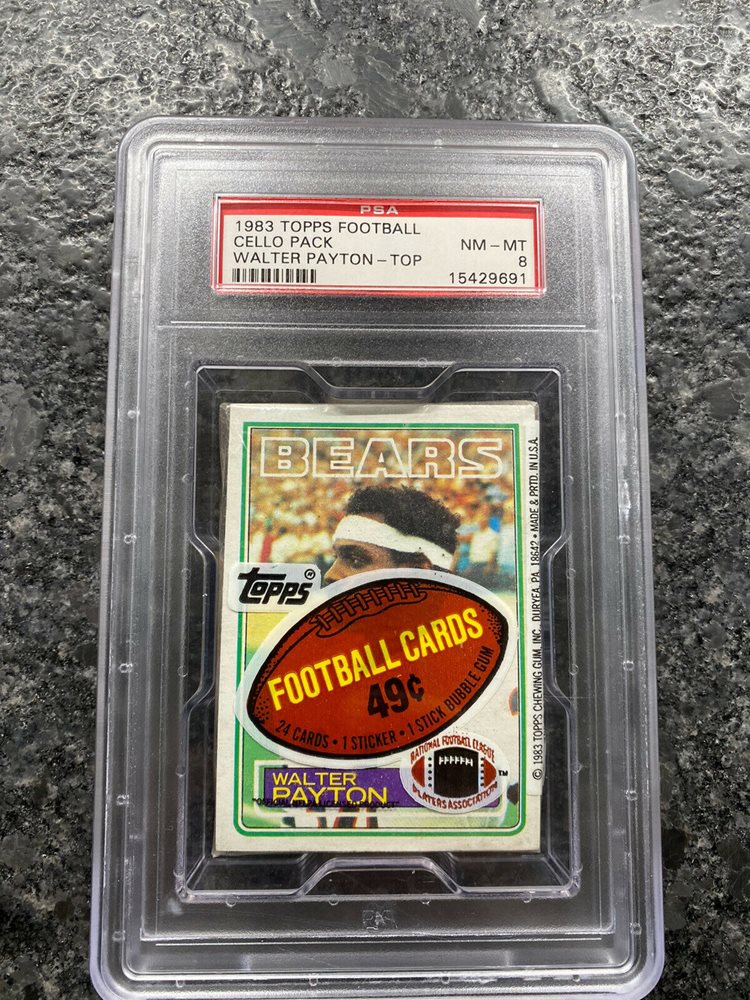 PSA
1983 TOPPS FOOTBALL
CELLO PACK NM-MT
WALTER PAYTON-TOP 8
15429691
BEARS
TOPPS ®
FOOTBALL CARDS
49¢
24 CARDS • 1 STICKER • 1 STICK BUBBLE GUM
NATIONAL FOOTBALL LEAGUE
PLAYERS ASSOCIATION
TM
WALTER
PAYTON
© 1983 TOPPS CHEWING GUM, INC. DURYEA, PA. 18642 • MADE & PRTD. IN U.S.A.
PSA